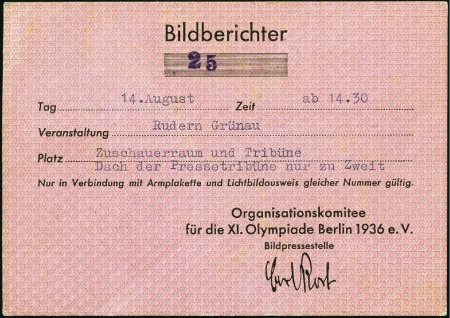 Bildberichter
25
Tag 14.August Zeit ab 14.30
Veranstaltung Rudern Grünau
Platz Zuschauerraum und Tribüne
Dach der Pressetribüne nur zu Zweit
Nur in Verbindung mit Armplakette und Lichtbildausweis gleicher Nummer gültig.
Organisationskomitee
für die XI. Olympiade Berlin 1936 e. V.
Bildpressestelle